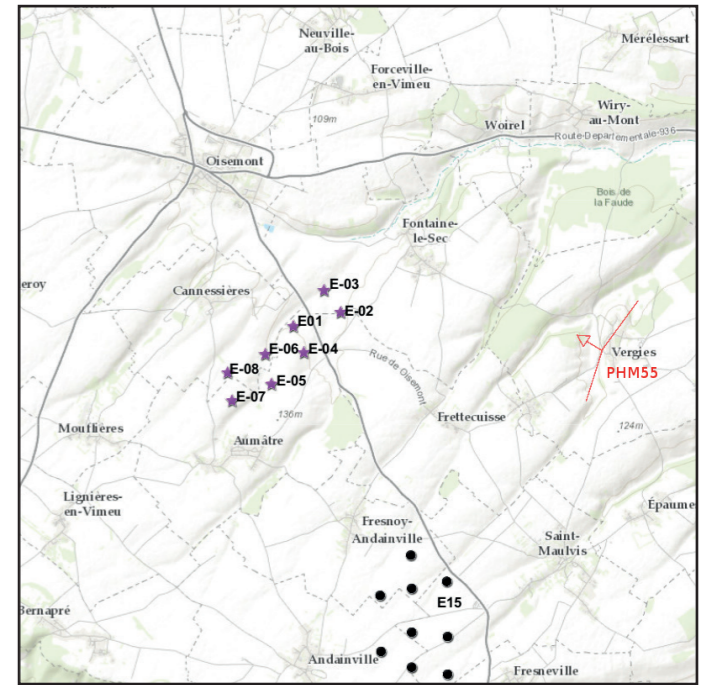 Neuville-
au-Bois
Mérélessart
Forceville-
en-Vimeu
109m
Wiry-
au-Mont
Woirel
Route-Departementale-936
Oisemont
Bois de
la Faude
Fontaine-
le-Sec
eroy
Cannessières
E-03
E-02
E01
E-06
E-04
Vergies
PHM55
E-08
E-05
Rue de Oisemont
E-07
136m
Frettecuisse
124m
Mouflières
Aumâtre
Lignières-
en-Vimeu
Épaume
Fresnoy-
Andainville
Saint-
Maulvis
E15
Bernapré
Andainville
Fresneville